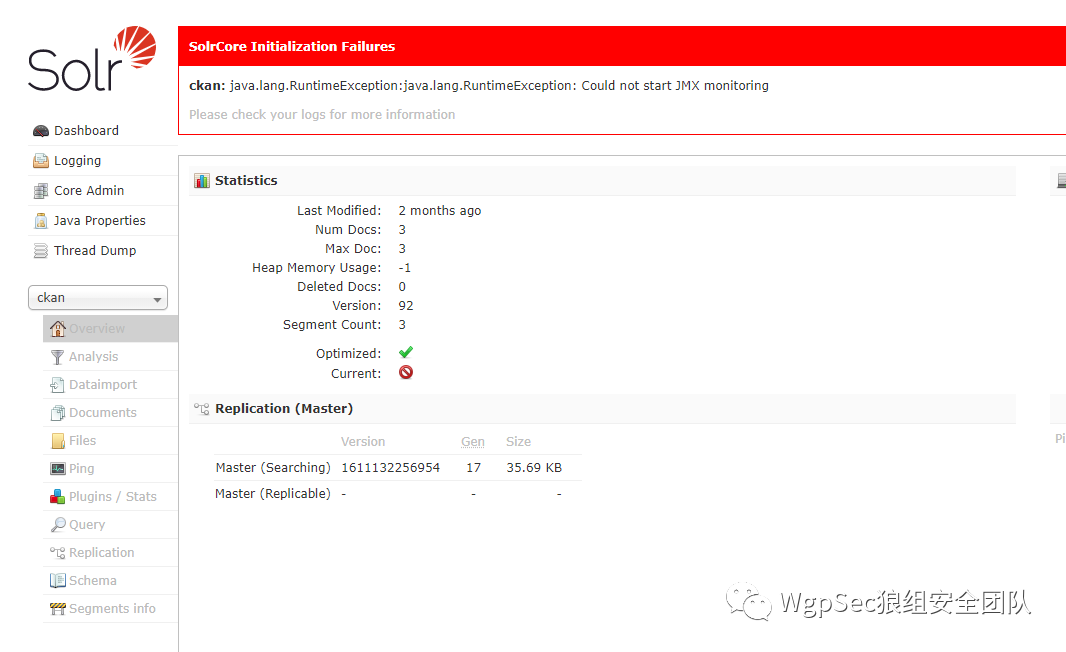 Solr
Dashboard
Logging
Core Admin
Java Properties
Thread Dump
ckan
Overview
Analysis
Dataimport
Documents
Files
Ping
Plugins / Stats
Query
Replication
Schema
Segments info
SolrCore Initialization Failures
ckan: java.lang.RuntimeException:java.lang.RuntimeException: Could not start JMX monitoring
Please check your logs for more information
Statistics
Last Modified: 2 months ago
Num Docs: 3
Max Doc: 3
Heap Memory Usage: -1
Deleted Docs: 0
Version: 92
Segment Count: 3
Optimized:
Current:
Replication (Master)
Version Gen Size
Master (Searching) 1611132256954 17 35.69 KB
Master (Replicable) - - -
Pi
WgpSec狼组安全团队